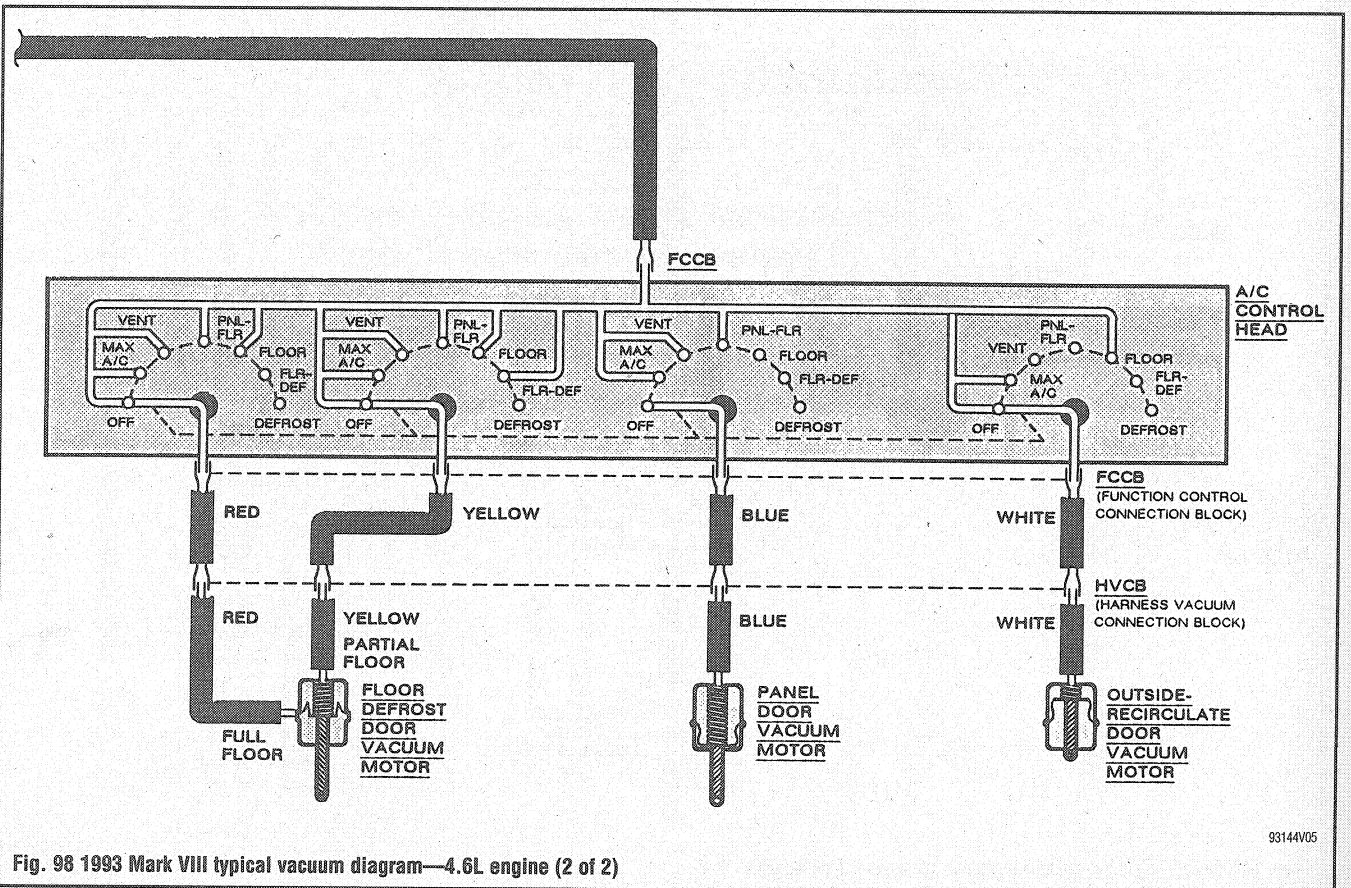 FCCB
A/C
CONTROL
HEAD
VENT
MAX
A/C
OFF
PNL-
FLR
FLOOR
FLR-
DEF
DEFROST
VENT
MAX
A/C
OFF
PNL-
FLR
FLOOR
FLR-DEF
DEFROST
VENT
MAX
A/C
OFF
PNL-FLR
FLOOR
FLR-DEF
DEFROST
VENT
MAX
A/C
OFF
PNL-
FLR
FLOOR
FLR-
DEF
DEFROST
RED
YELLOW
BLUE
WHITE
FCCB
(FUNCTION CONTROL
CONNECTION BLOCK)
RED
YELLOW
PARTIAL
FLOOR
BLUE
WHITE
HVCB
(HARNESS VACUUM
CONNECTION BLOCK)
FULL
FLOOR
FLOOR
DEFROST
DOOR
VACUUM
MOTOR
PANEL
DOOR
VACUUM
MOTOR
OUTSIDE-
RECIRCULATE
DOOR
VACUUM
MOTOR
93144V05
Fig. 98 1993 Mark VIII typical vacuum diagram—4.6L engine (2 of 2)